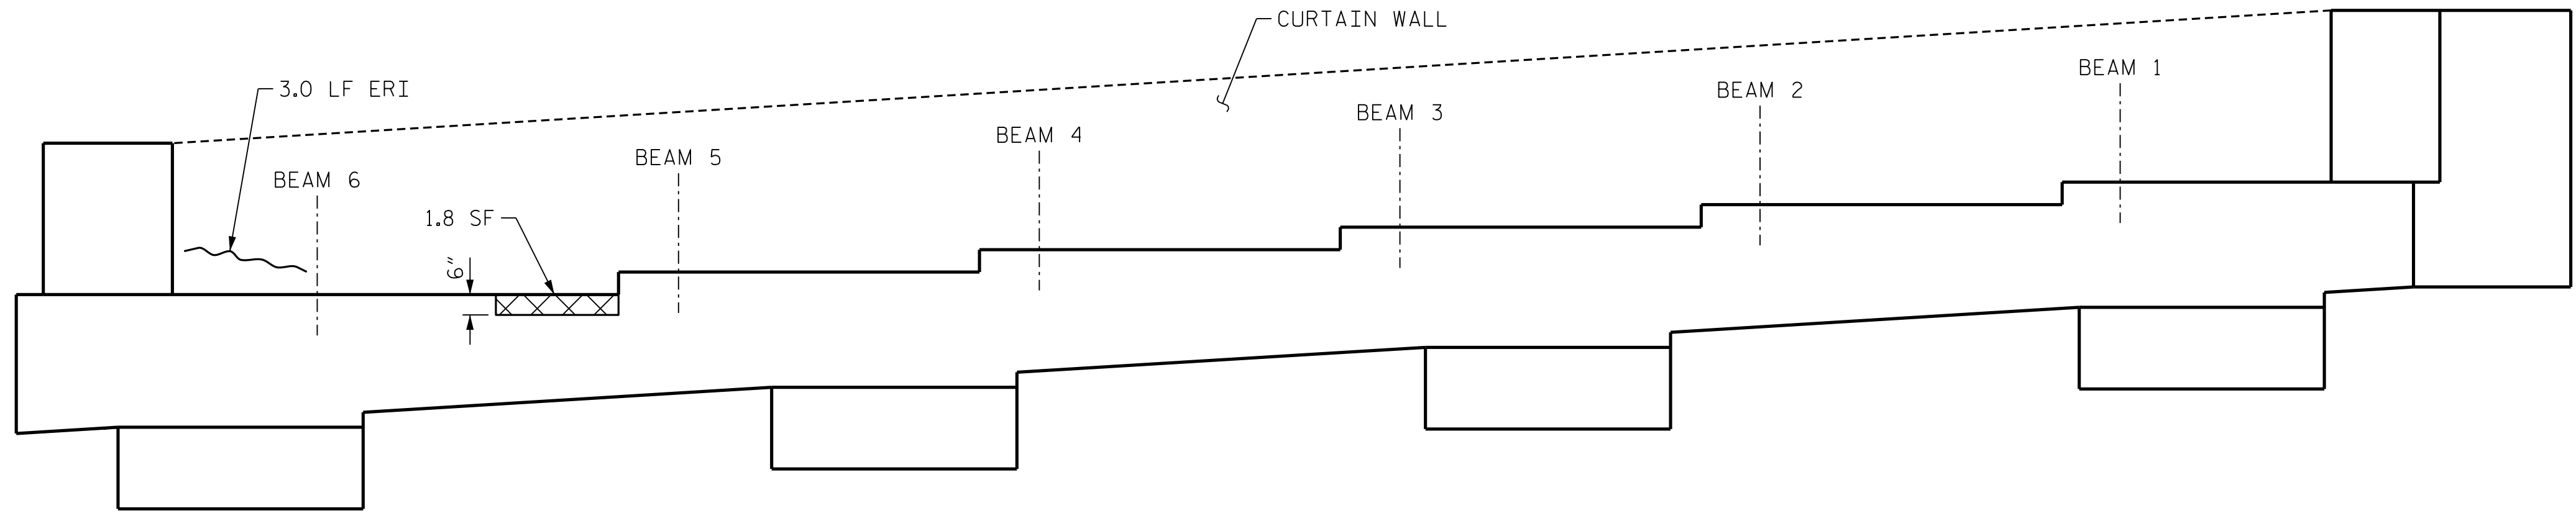 CURTAIN WALL
BEAM 1
3.0 LF ERI
BEAM 2
BEAM 3
BEAM 4
BEAM 5
BEAM 6
1.8 SF
6"